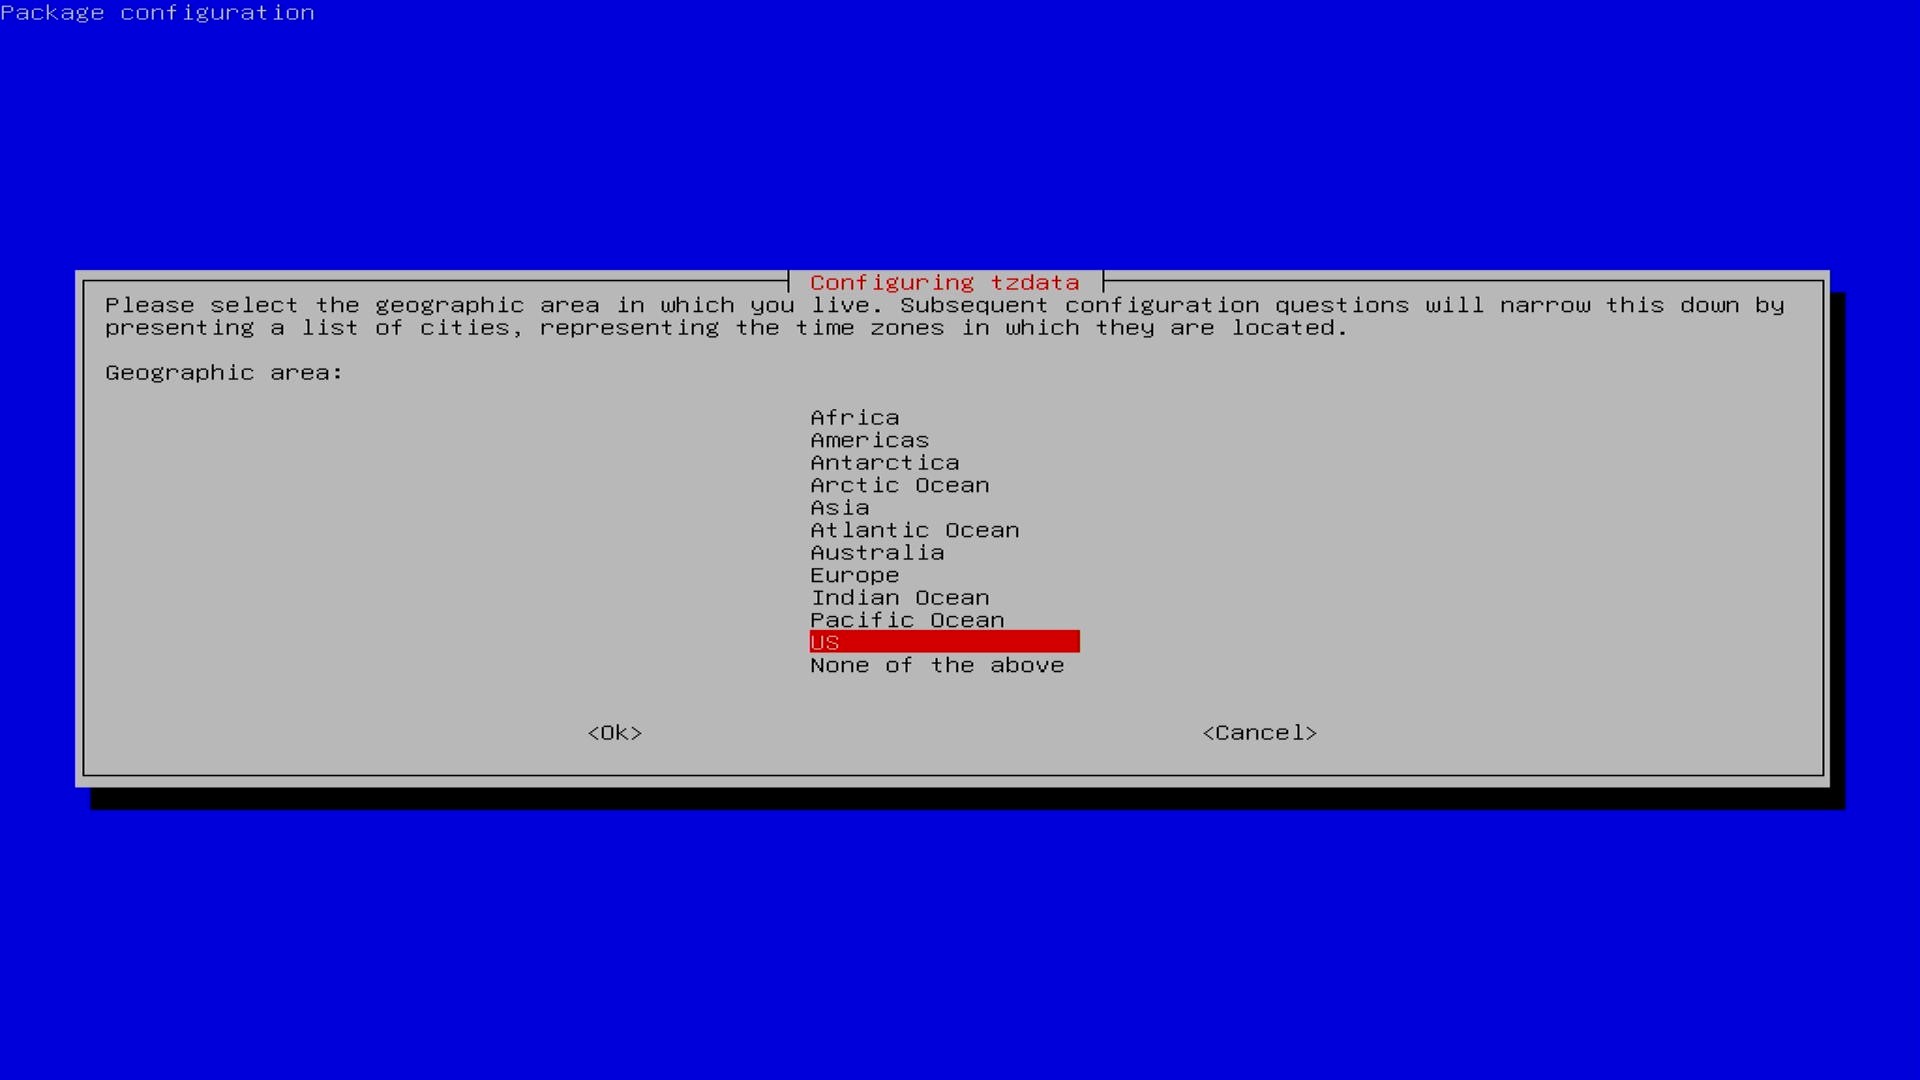 Package configuration
Configuring tzdata
Please select the geographic area in which you live. Subsequent configuration questions will narrow this down by
presenting a list of cities, representing the time zones in which they are located.
Geographic area:
Africa
Americas
Antarctica
Arctic Ocean
Asia
Atlantic Ocean
Australia
Europe
Indian Ocean
Pacific Ocean
US
None of the above
<Ok> <Cancel>